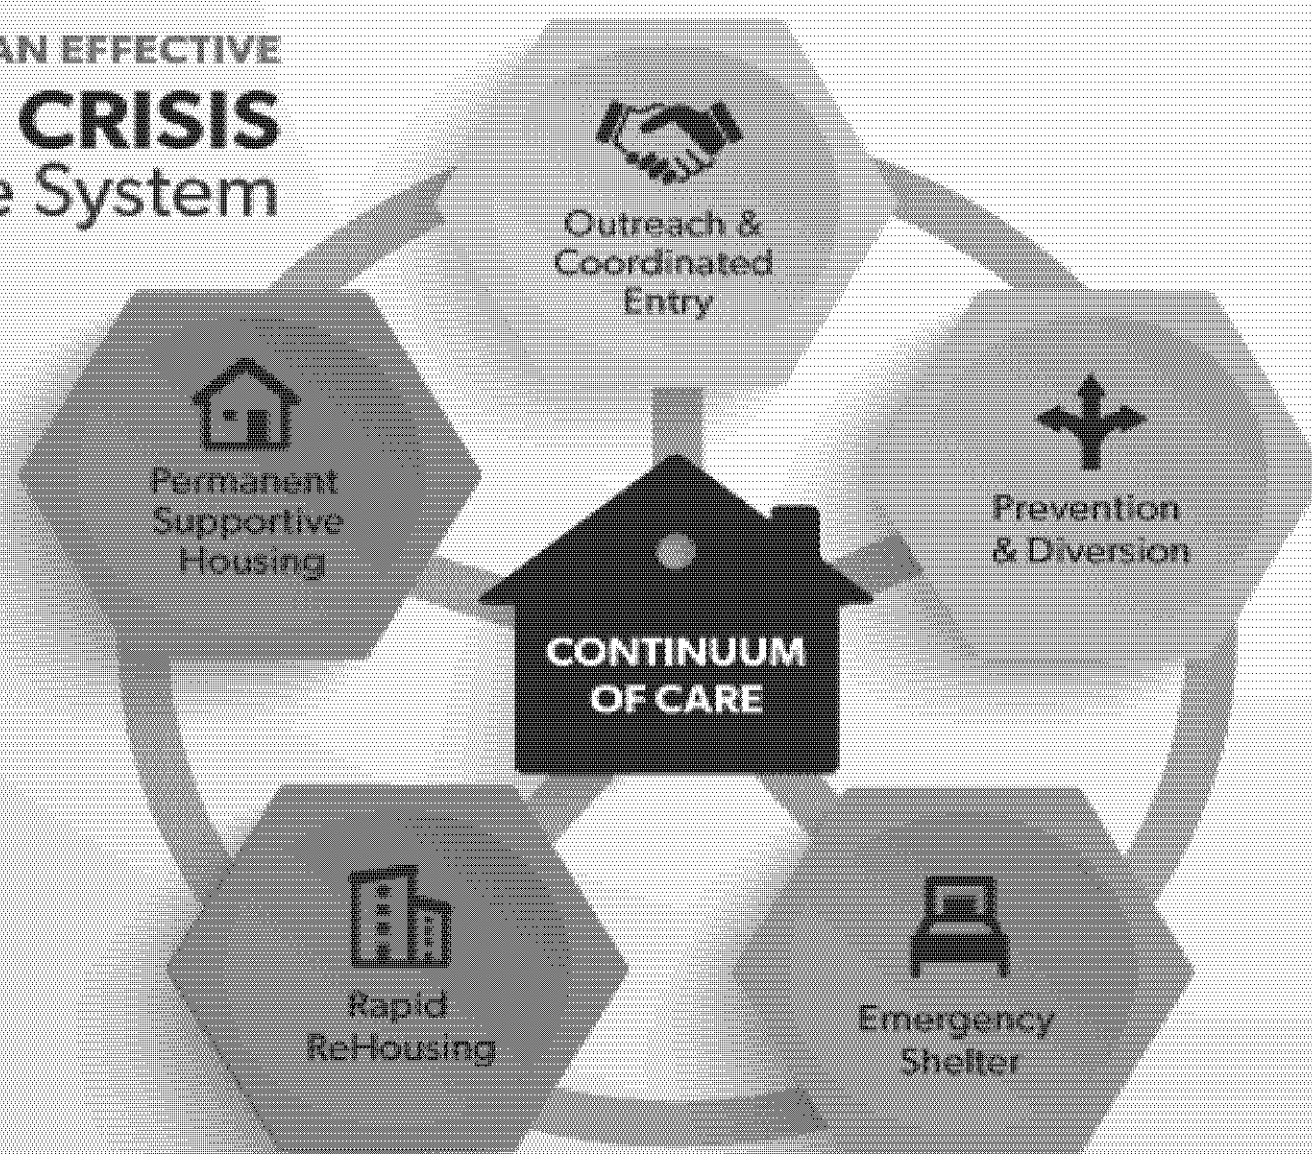 AN EFFECTIVE
CRISIS
e System
Outreach &
Coordinated
Entry
Prevention
& Diversion
Permanent
Supportive
Housing
CONTINUUM
OF CARE
Rapid
ReHousing
Emergency
Shelter